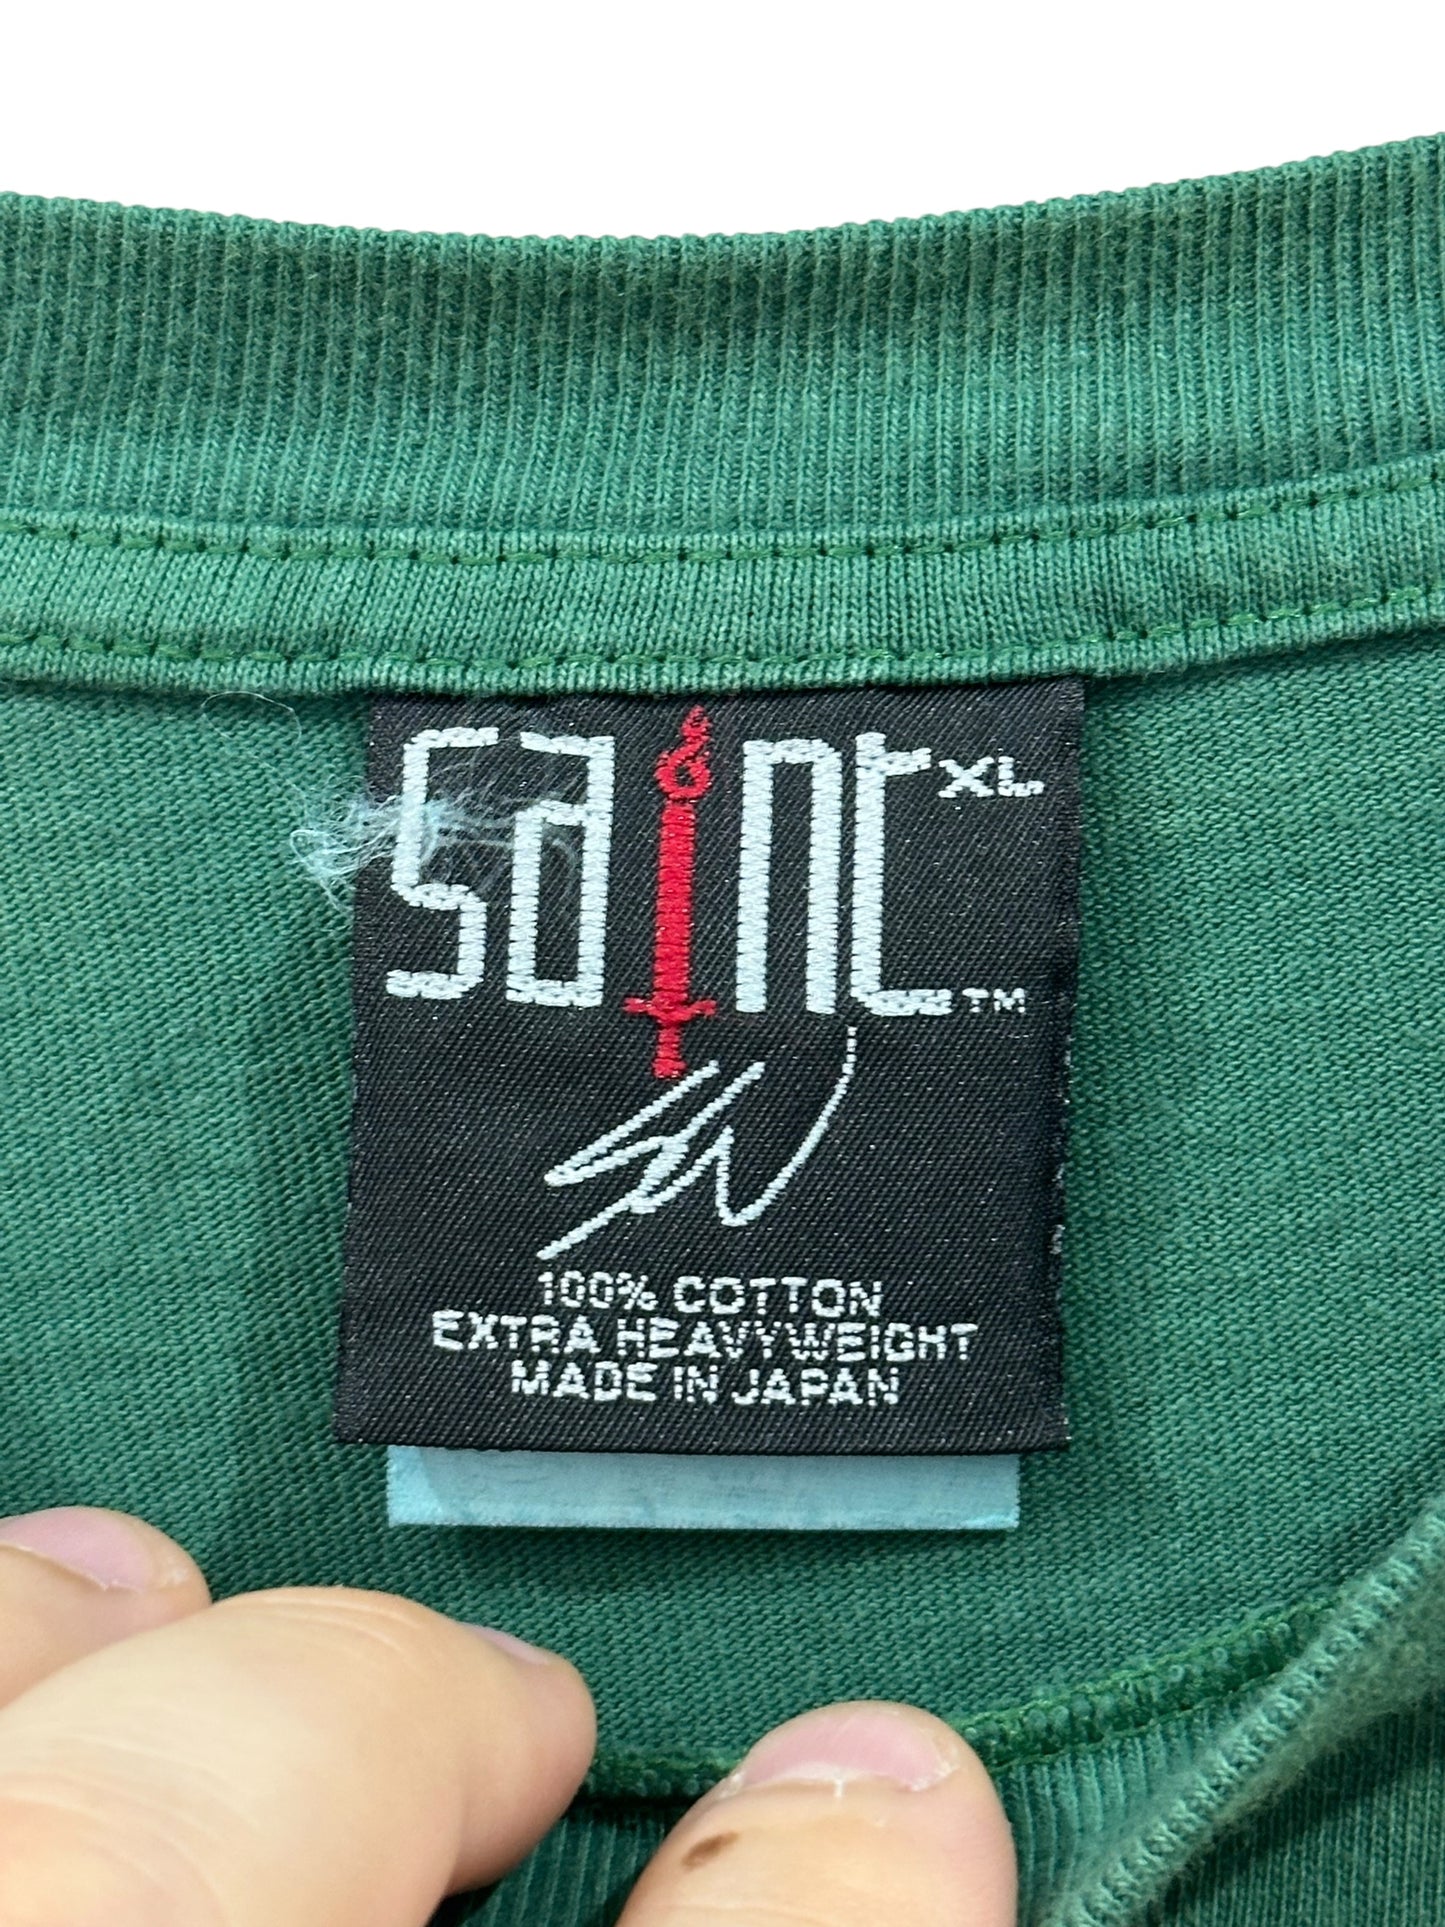 saint XL
TM
100% COTTON
EXTRA HEAVYWEIGHT
MADE IN JAPAN